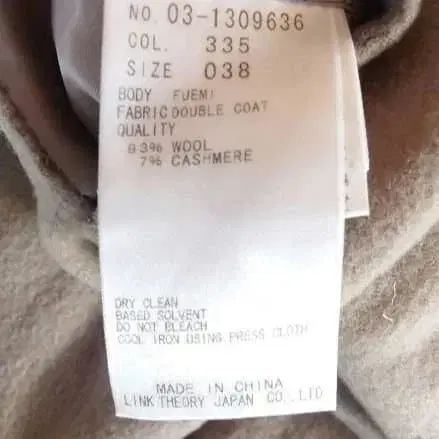 NO. 03-1309636
COL. 335
SIZE 038
BODY FUEMI
FABRIC DOUBLE COAT
QUALITY
93% WOOL
7% CASHMERE
DRY CLEAN
BASED SOLVENT
DO NOT BLEACH
COOL IRON USING PRESS CLOTH
MADE IN CHINA
LINK THEORY JAPAN CO.,LTD